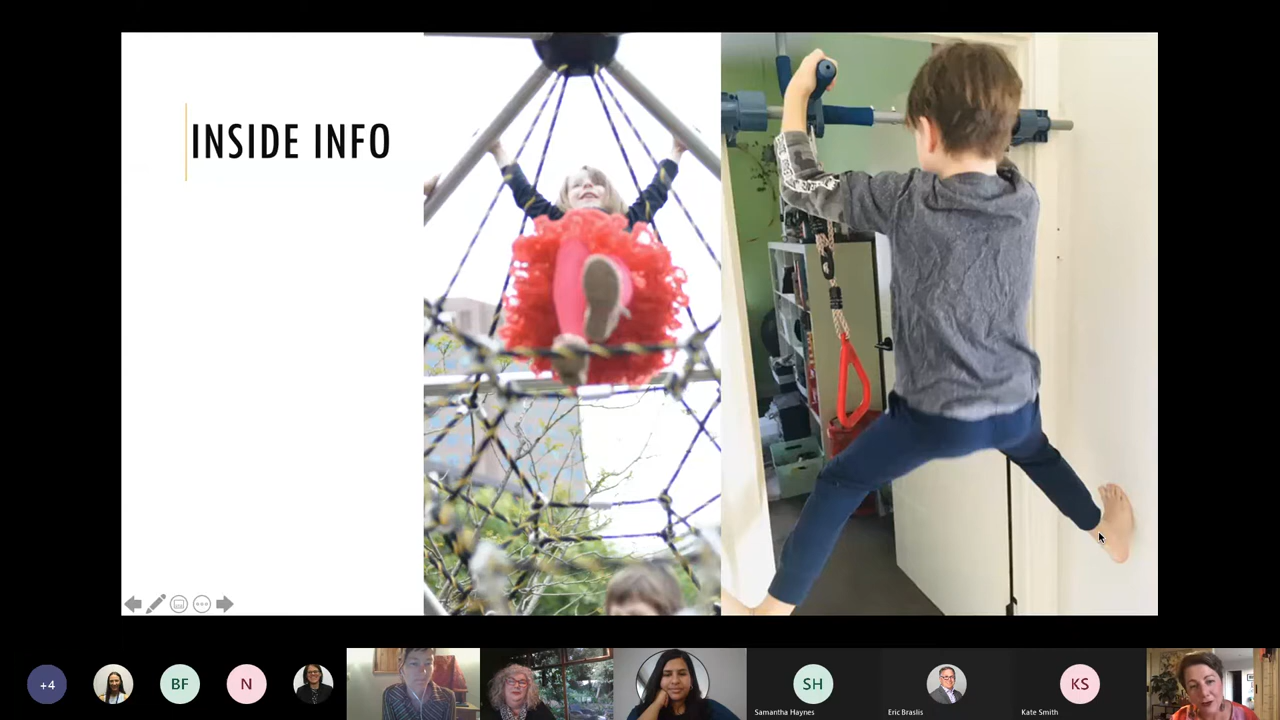 INSIDE INFO
+4
BF
N
SH
Samantha Haynes
Eric Braslis
KS
Kate Smith